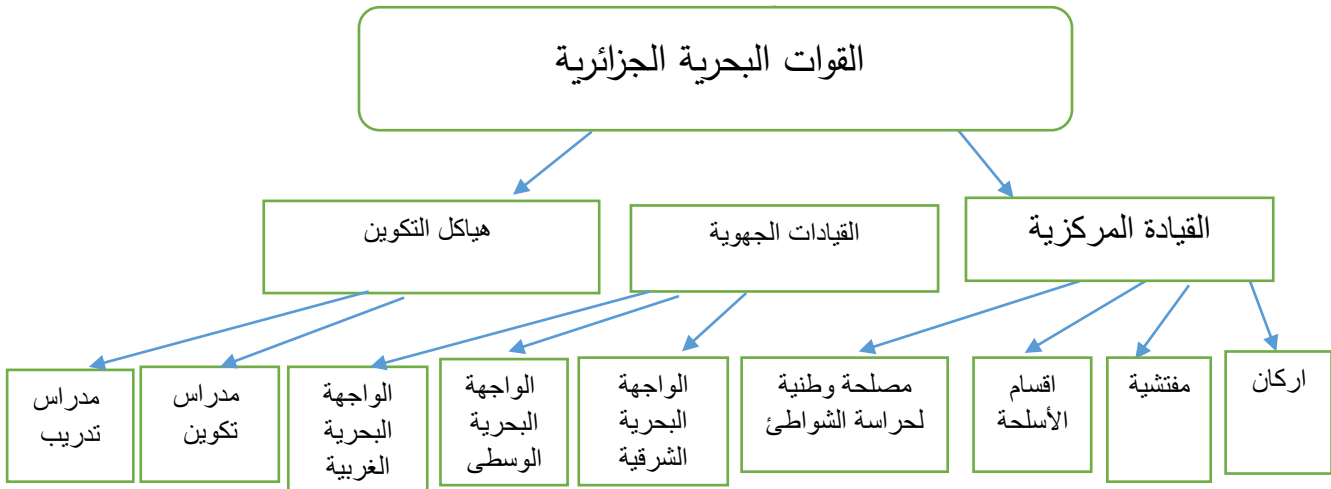 القوات البحرية الجزائرية
القيادة المركزية
القيادات الجهوية
هياكل التكوين
اركان
مفتشية
اقسام
الأسلحة
مصلحة وطنية
لحراسة الشواطئ
الواجهة
البحرية
الشرقية
الواجهة
البحرية
الوسطى
الواجهة
البحرية
الغربية
مدراس
تكوين
مدراس
تدريب